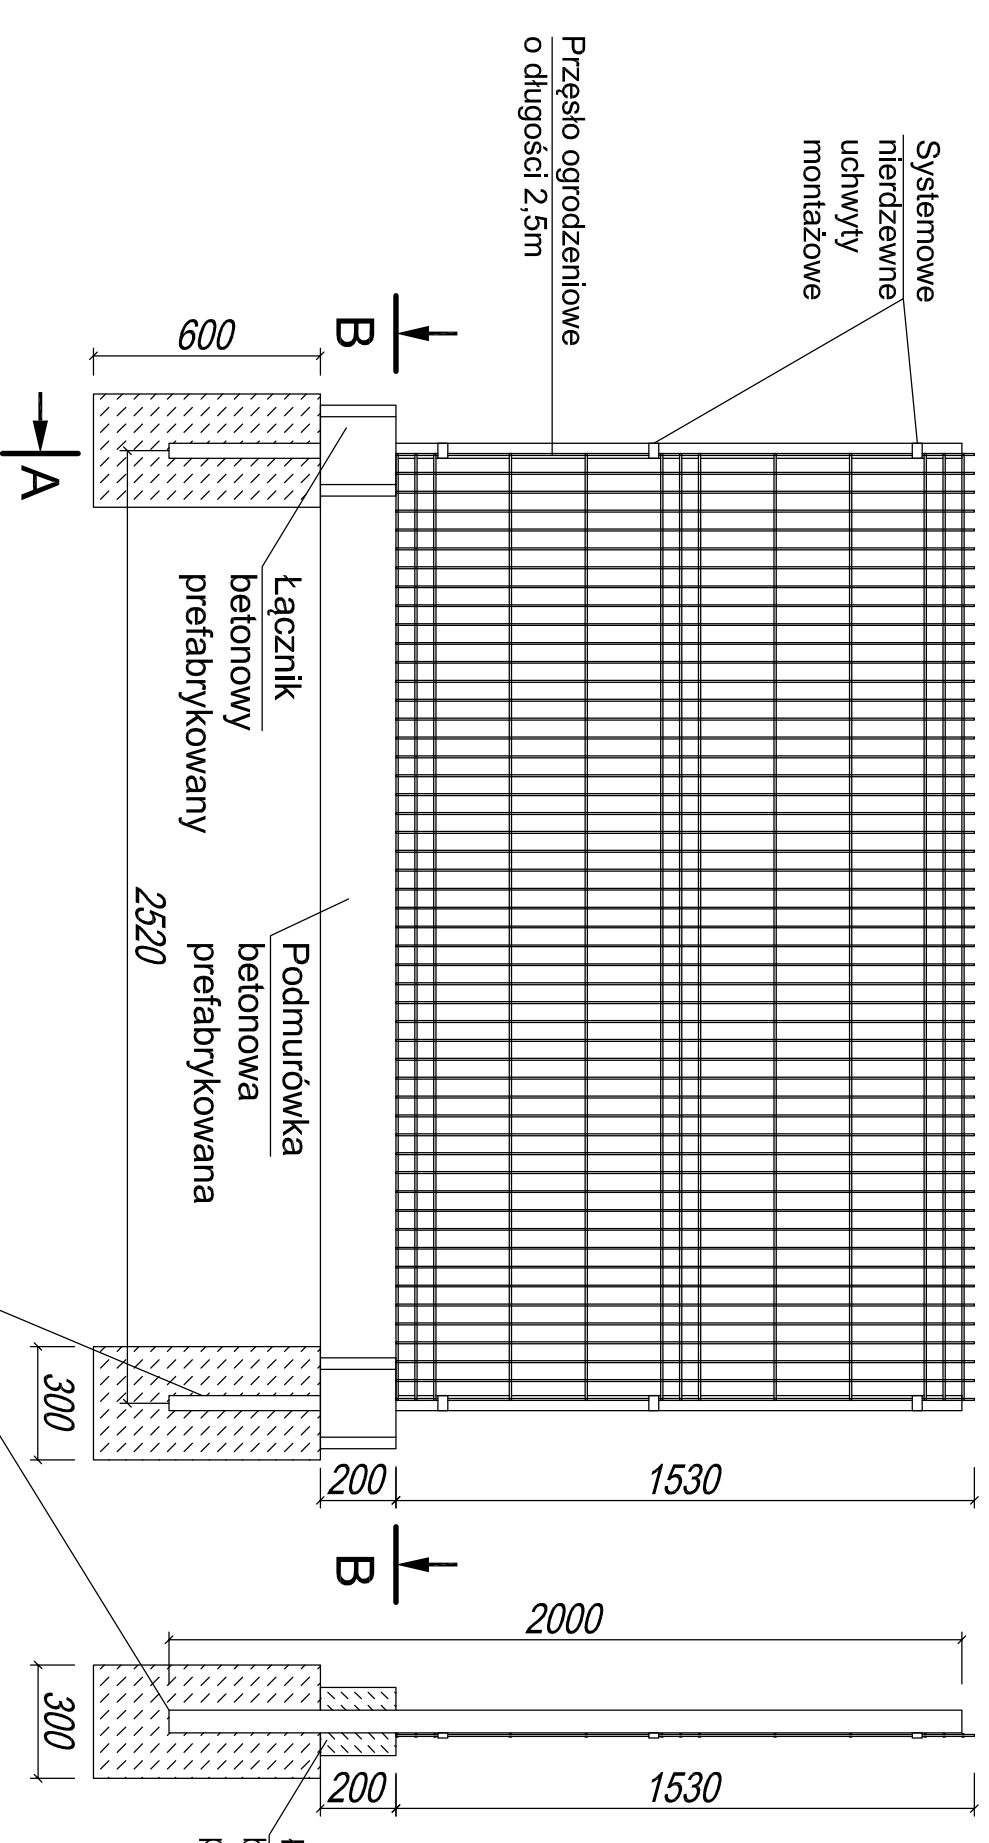 Systemowe
nierdzewne
uchwyty
montażowe
Przęsło ogrodzeniowe
o długości 2,5m
B
600
A
Łącznik
betonowy
prefabrykowany
2520
Podmurówka
betonowa
prefabrykowana
300
200
1530
B
2000
300
200
1530